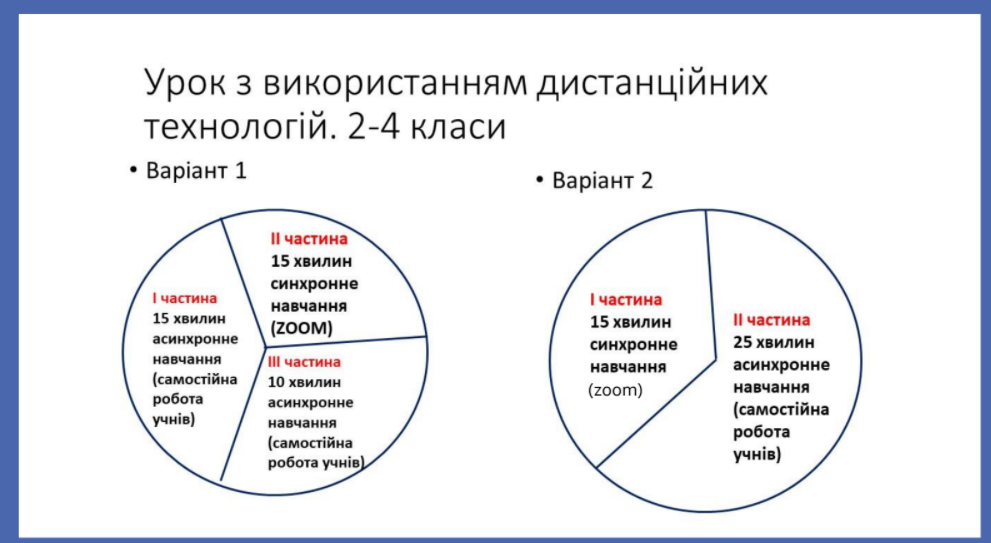 Урок з використанням дистанційних
технологій. 2-4 класи
• Варіант 1
І частина
15 хвилин
асинхронне
навчання
(самостійна
робота
учнів)
ІІ частина
15 хвилин
синхронне
навчання
(ZOOM)
ІІІ частина
10 хвилин
асинхронне
навчання
(самостійна
робота учнів)
• Варіант 2
І частина
15 хвилин
синхронне
навчання
(zoom)
ІІ частина
25 хвилин
асинхронне
навчання
(самостійна
робота
учнів)